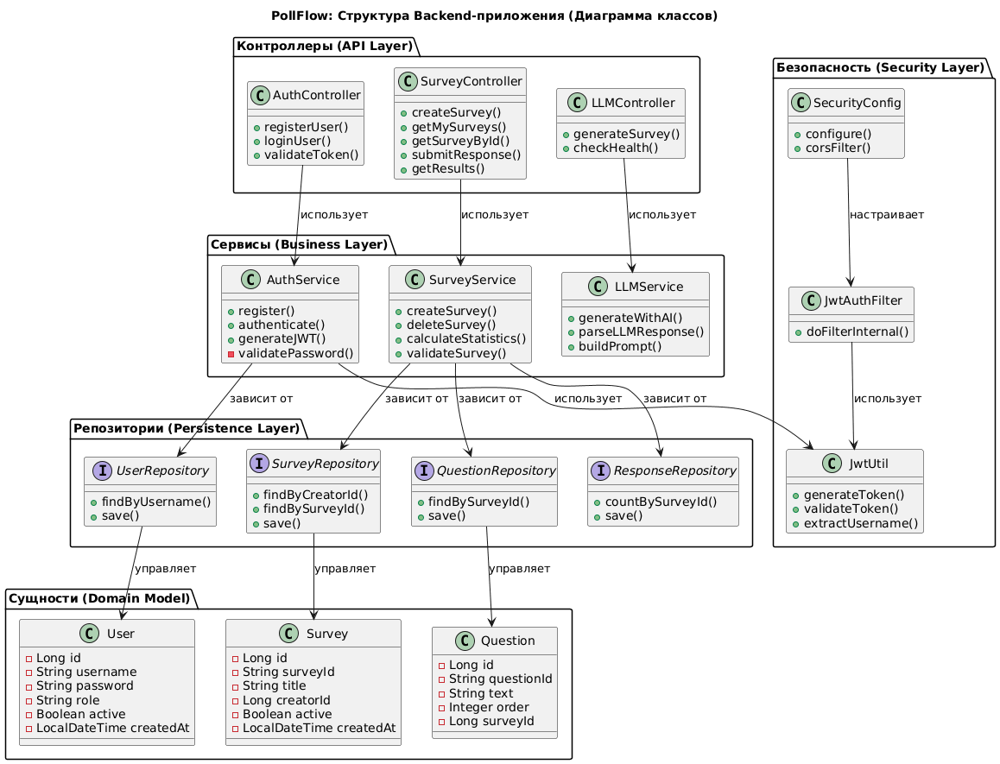 PollFlow: Структура Backend-приложения (Диаграмма классов)
Контроллеры (API Layer)
AuthController
registerUser()
loginUser()
validateToken()
SurveyController
createSurvey()
getMySurveys()
getSurveyById()
submitResponse()
getResults()
LLMController
generateSurvey()
checkHealth()
Безопасность (Security Layer)
SecurityConfig
configure()
corsFilter()
использует
использует
использует
настраивает
Сервисы (Business Layer)
AuthService
register()
authenticate()
generateJWT()
validatePassword()
SurveyService
createSurvey()
deleteSurvey()
calculateStatistics()
validateSurvey()
LLMService
generateWithAI()
parseLLMResponse()
buildPrompt()
JwtAuthFilter
doFilterInternal()
зависит от
зависит от
зависит от
использует
зависит от
использует
Репозитории (Persistence Layer)
UserRepository
findByUsername()
save()
SurveyRepository
findByCreatorId()
findBySurveyId()
save()
QuestionRepository
findBySurveyId()
save()
ResponseRepository
countBySurveyId()
save()
JwtUtil
generateToken()
validateToken()
extractUsername()
управляет
управляет
управляет
Сущности (Domain Model)
User
Long id
String username
String password
String role
Boolean active
LocalDateTime createdAt
Survey
Long id
String surveyId
String title
Long creatorId
Boolean active
LocalDateTime createdAt
Question
Long id
String questionId
String text
Integer order
Long surveyId